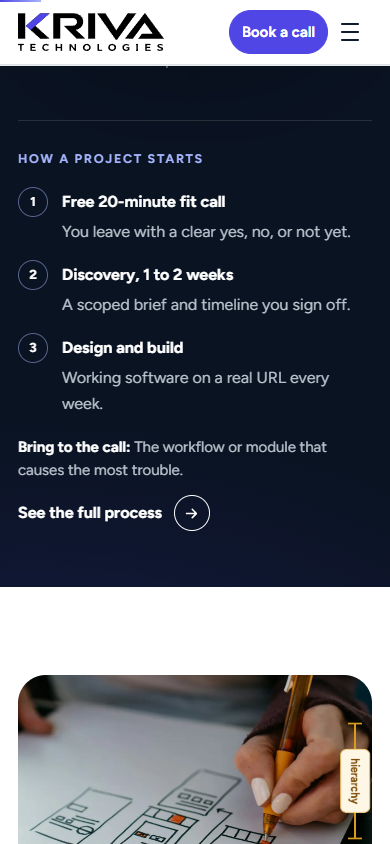 KRIVA
TECHNOLOGIES
Book a call
HOW A PROJECT STARTS
1
Free 20-minute fit call
You leave with a clear yes, no, or not yet.
2
Discovery, 1 to 2 weeks
A scoped brief and timeline you sign off.
3
Design and build
Working software on a real URL every
week.
Bring to the call: The workflow or module that
causes the most trouble.
See the full process
hierarchy